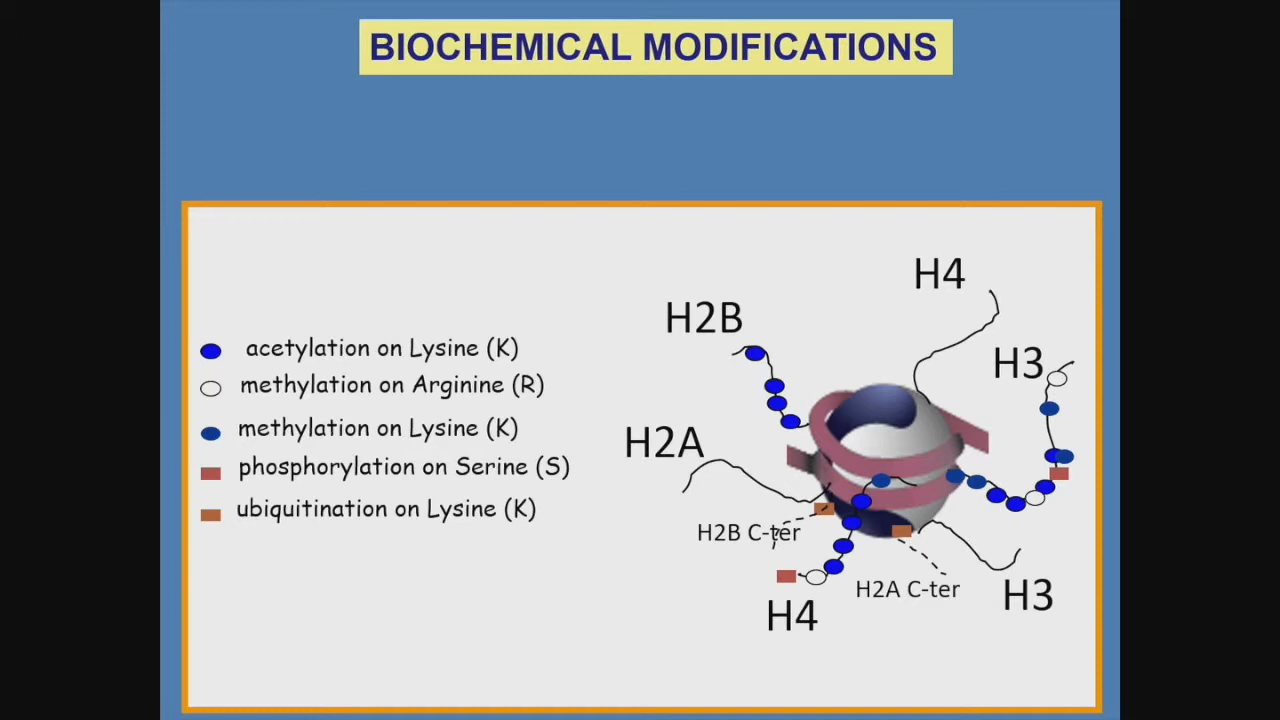 BIOCHEMICAL MODIFICATIONS
acetylation on Lysine (K)
methylation on Arginine (R)
methylation on Lysine (K)
phosphorylation on Serine (S)
ubiquitination on Lysine (K)
H4
H2B
H3
H2A
H2B C-ter
H2A C-ter
H3
H4